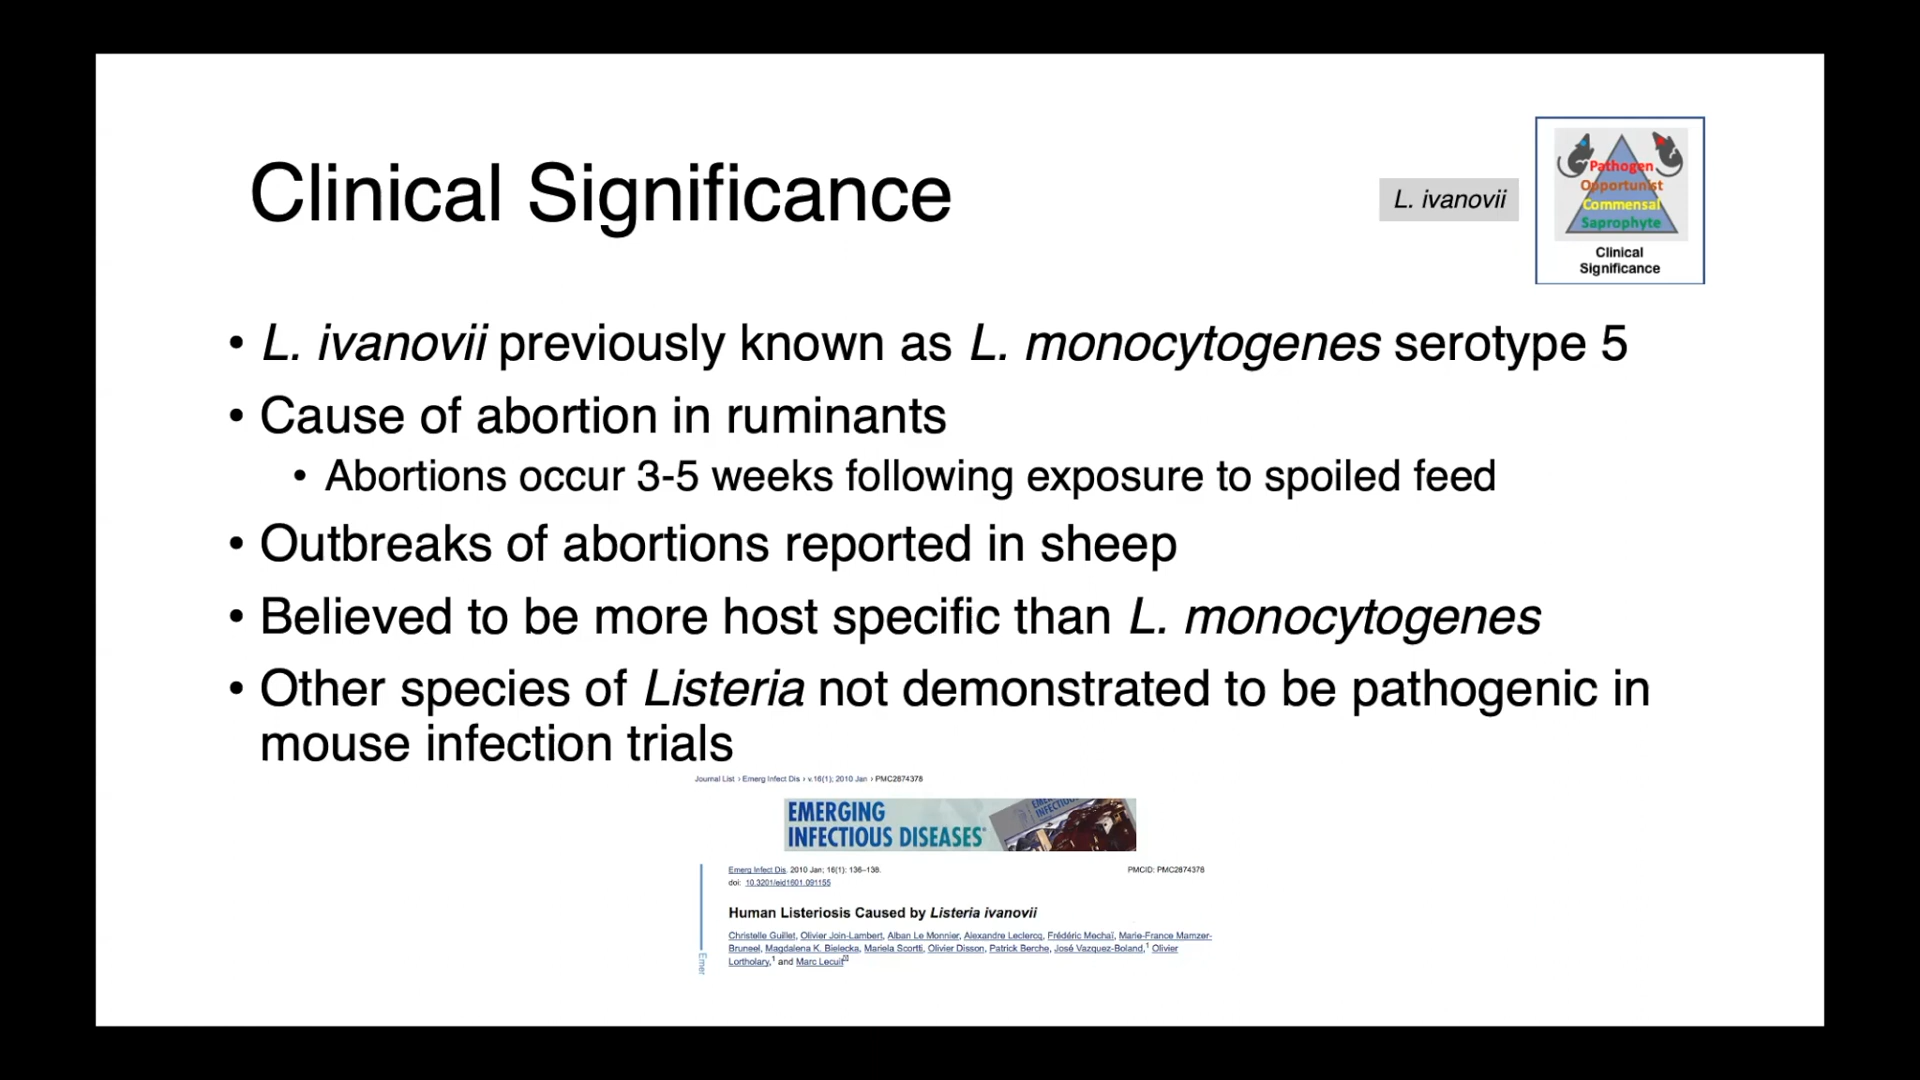 Clinical Significance
L. ivanovii
Pathogen
Opportunist
Commensal
Saprophyte
Clinical
Significance
• L. ivanovii previously known as L. monocytogenes serotype 5
• Cause of abortion in ruminants
• Abortions occur 3-5 weeks following exposure to spoiled feed
• Outbreaks of abortions reported in sheep
• Believed to be more host specific than L. monocytogenes
• Other species of Listeria not demonstrated to be pathogenic in
mouse infection trials
Journal List › Emerg Infect Dis › v.16(1); 2010 Jan › PMC2874378
EMERGING
INFECTIOUS DISEASES
Emerg Infect Dis. 2010 Jan; 16(1): 136–138.
PMCID: PMC2874378
doi: 10.3201/eid1601.091155
Human Listeriosis Caused by Listeria ivanovii
Christelle Guillet, Olivier Join-Lambert, Alban Le Monnier, Alexandre Leclercq, Frédéric Mechaï, Marie-France Mamzer-
Bruneel, Magdalena K. Bielecka, Mariela Scortti, Olivier Disson, Patrick Berche, José Vazquez-Boland,1 Olivier
Lortholary,1 and Marc Lecuit
Emer